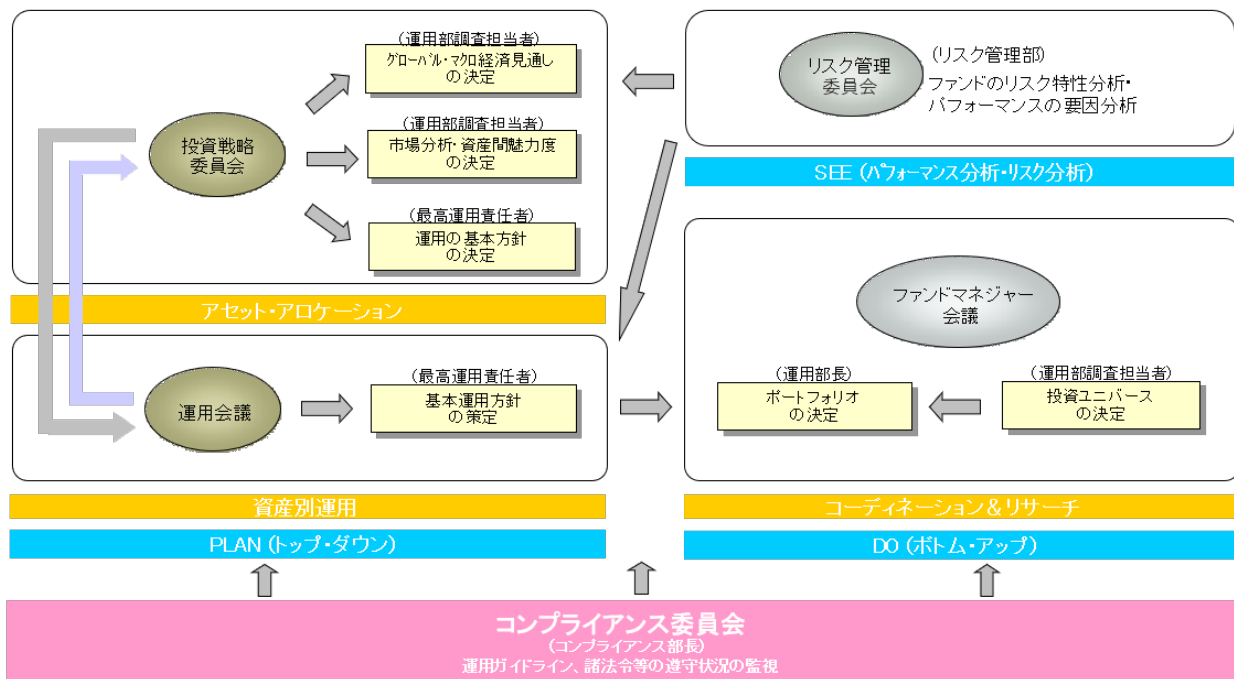 (運用部調査担当者)
グローバル・マクロ経済見通し
の決定
投資戦略
委員会
(運用部調査担当者)
市場分析・資産間魅力度
の決定
(最高運用責任者)
運用の基本方針
の決定
アセット・アロケーション
運用会議
(最高運用責任者)
基本運用方針
の策定
資産別運用
PLAN (トップ・ダウン)
リスク管理
委員会
(リスク管理部)
ファンドのリスク特性分析・
パフォーマンスの要因分析
SEE (パフォーマンス分析・リスク分析)
ファンドマネジャー
会議
(運用部長)
ポートフォリオ
の決定
(運用部調査担当者)
投資ユニバース
の決定
コーディネーション＆リサーチ
DO (ボトム・アップ)
コンプライアンス委員会
(コンプライアンス部長)
運用ガイドライン、諸法令等の遵守状況の監視